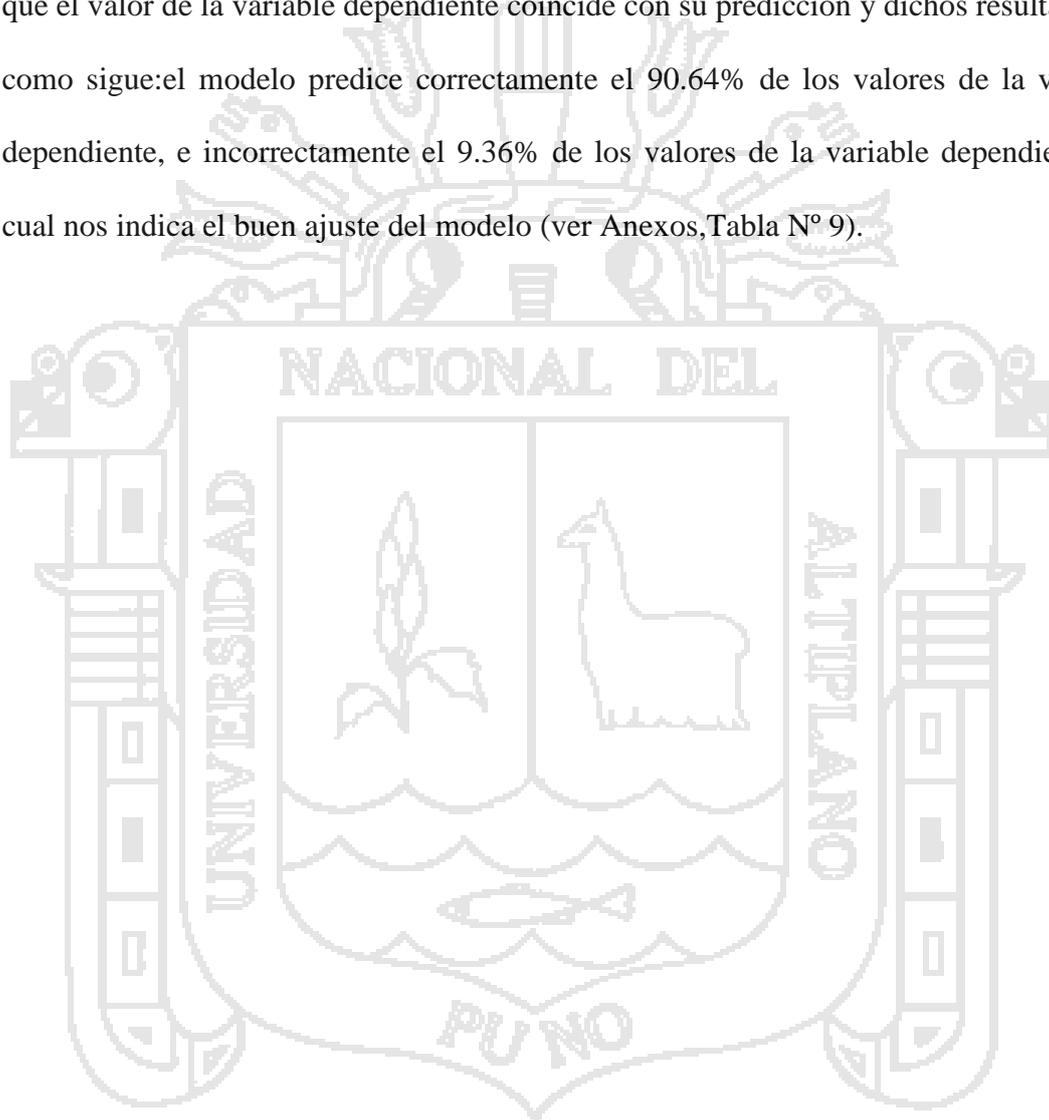 que el valor de la variable dependiente coincide con su predicción y dichos
como sigue:el modelo predice correctamente el 90.64% de los valores de la
dependiente, e incorrectamente el 9.36% de los valores de la variable
cual nos indica el buen ajuste del modelo (ver Anexos,Tabla Nº 9).
NACIONAL DEL
UNIVERSIDAD
ALTIPLANO
PUNO